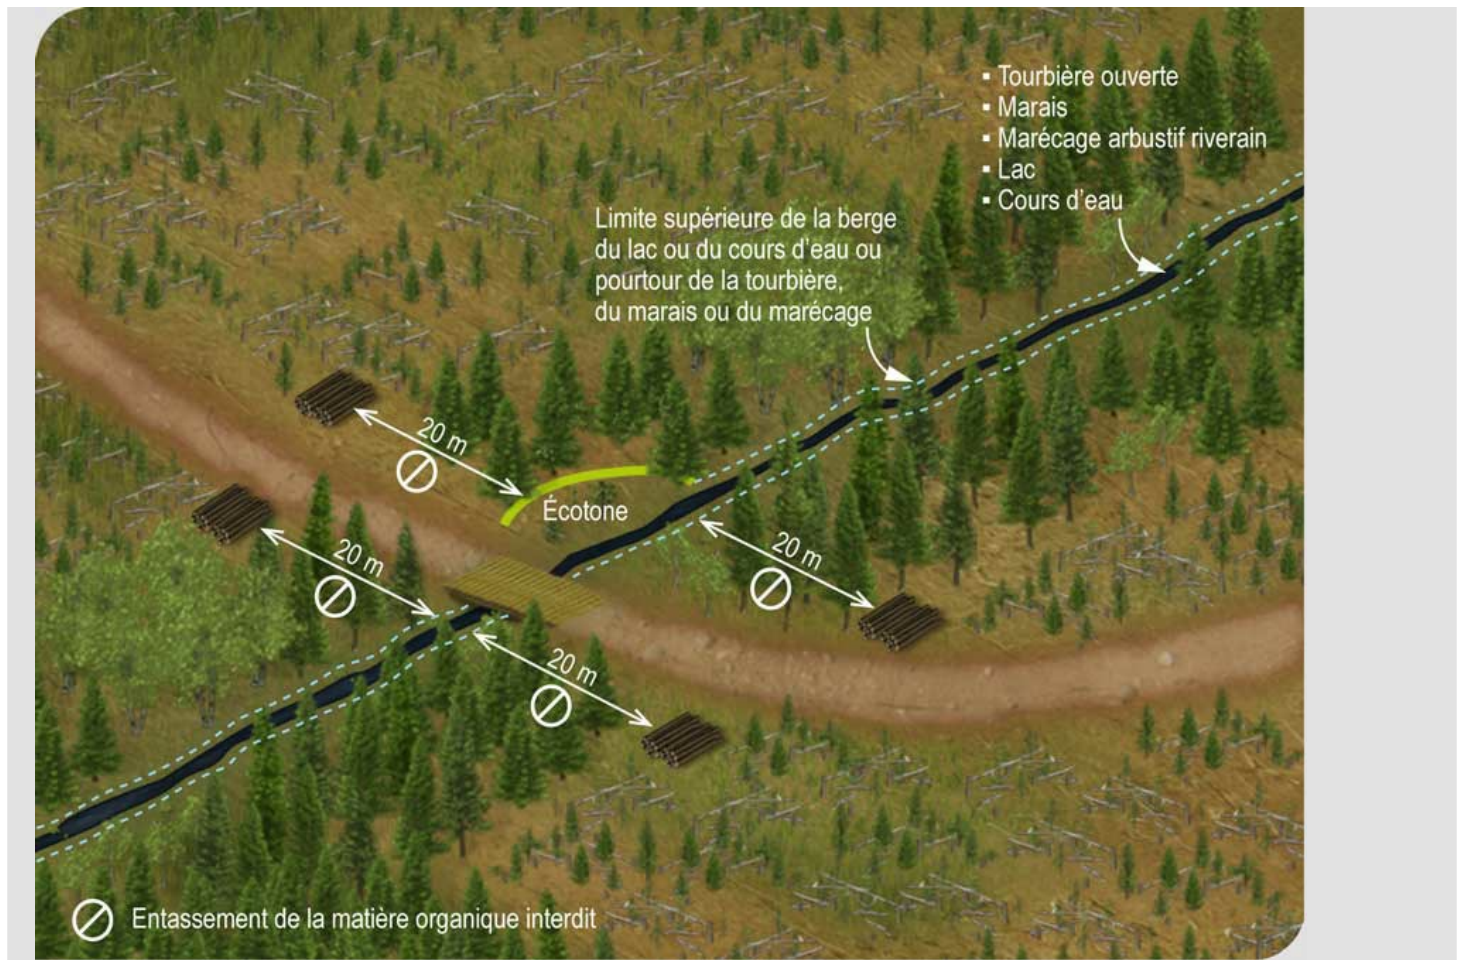 ▪ Tourbière ouverte
▪ Marais
▪ Marécage arbustif riverain
▪ Lac
▪ Cours d'eau
Limite supérieure de la berge
du lac ou du cours d'eau ou
pourtour de la tourbière,
du marais ou du marécage
20 m
Écotone
20 m
20 m
20 m
Entassement de la matière organique interdit